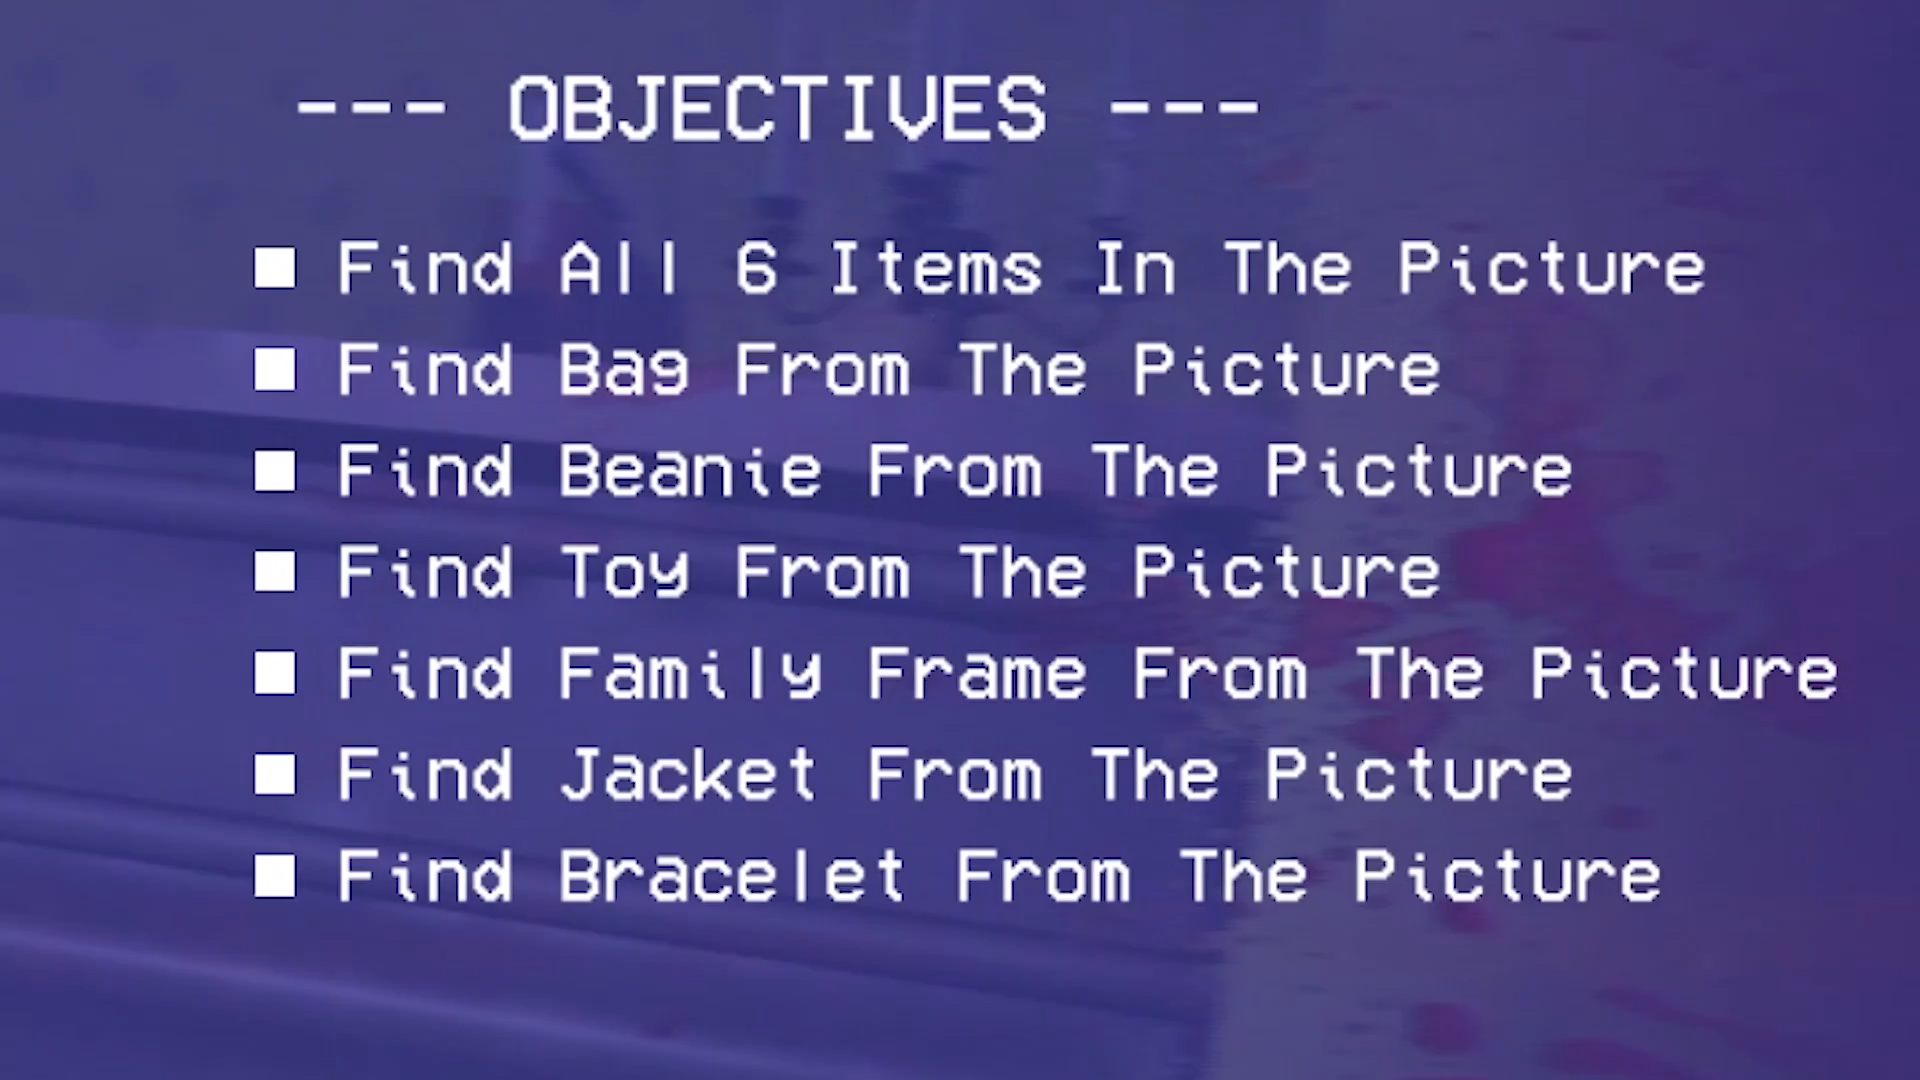 --- OBJECTIVES ---
■ Find All 6 Items In The Picture
■ Find Bag From The Picture
■ Find Beanie From The Picture
■ Find Toy From The Picture
■ Find Family Frame From The Picture
■ Find Jacket From The Picture
■ Find Bracelet From The Picture